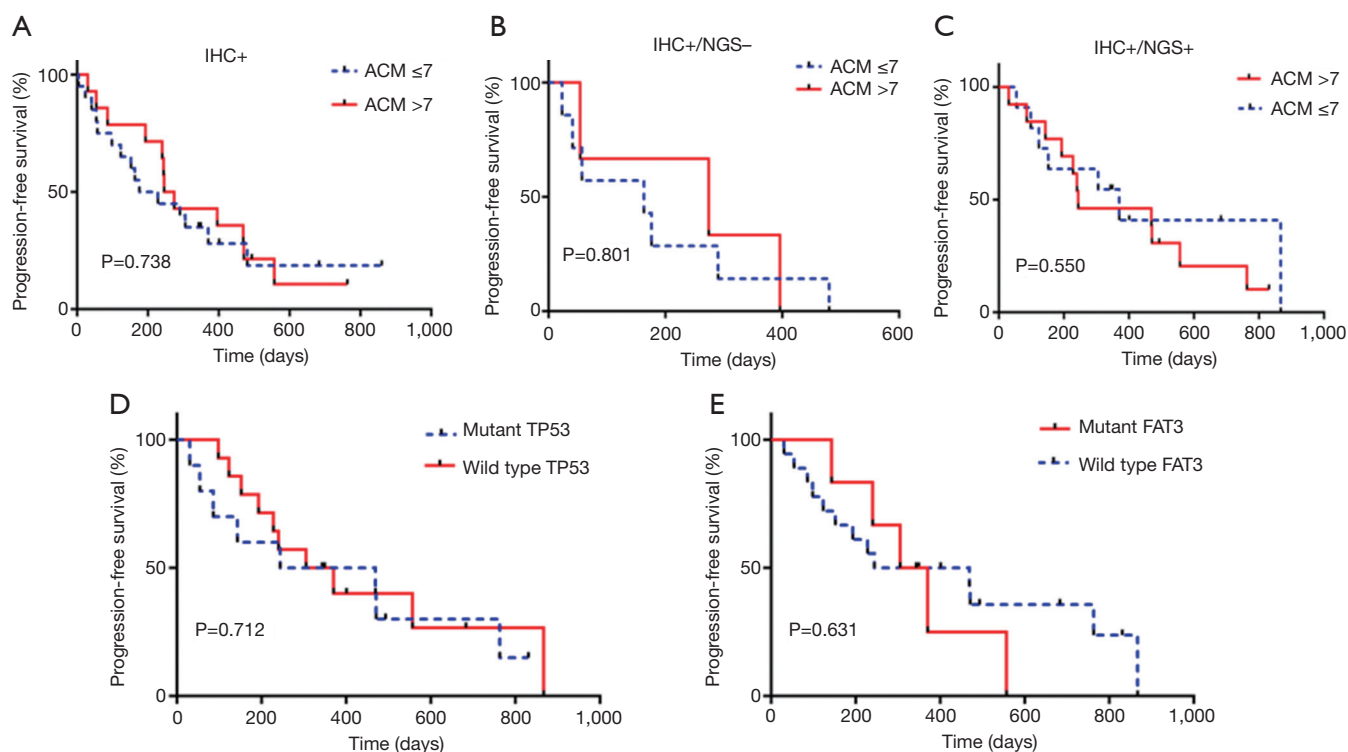 A
IHC+
ACM ≤7
ACM >7
Progression-free survival (%)
100
50
0
P=0.738
0 200 400 600 800 1,000
Time (days)
B
IHC+/NGS–
ACM ≤7
ACM >7
Progression-free survival (%)
100
50
0
P=0.801
0 200 400 600
Time (days)
C
IHC+/NGS+
ACM >7
ACM ≤7
Progression-free survival (%)
100
50
0
P=0.550
0 200 400 600 800 1,000
Time (days)
D
Mutant TP53
Wild type TP53
Progression-free survival (%)
100
50
0
P=0.712
0 200 400 600 800 1,000
Time (days)
E
Mutant FAT3
Wild type FAT3
Progression-free survival (%)
100
50
0
P=0.631
0 200 400 600 800 1,000
Time (days)